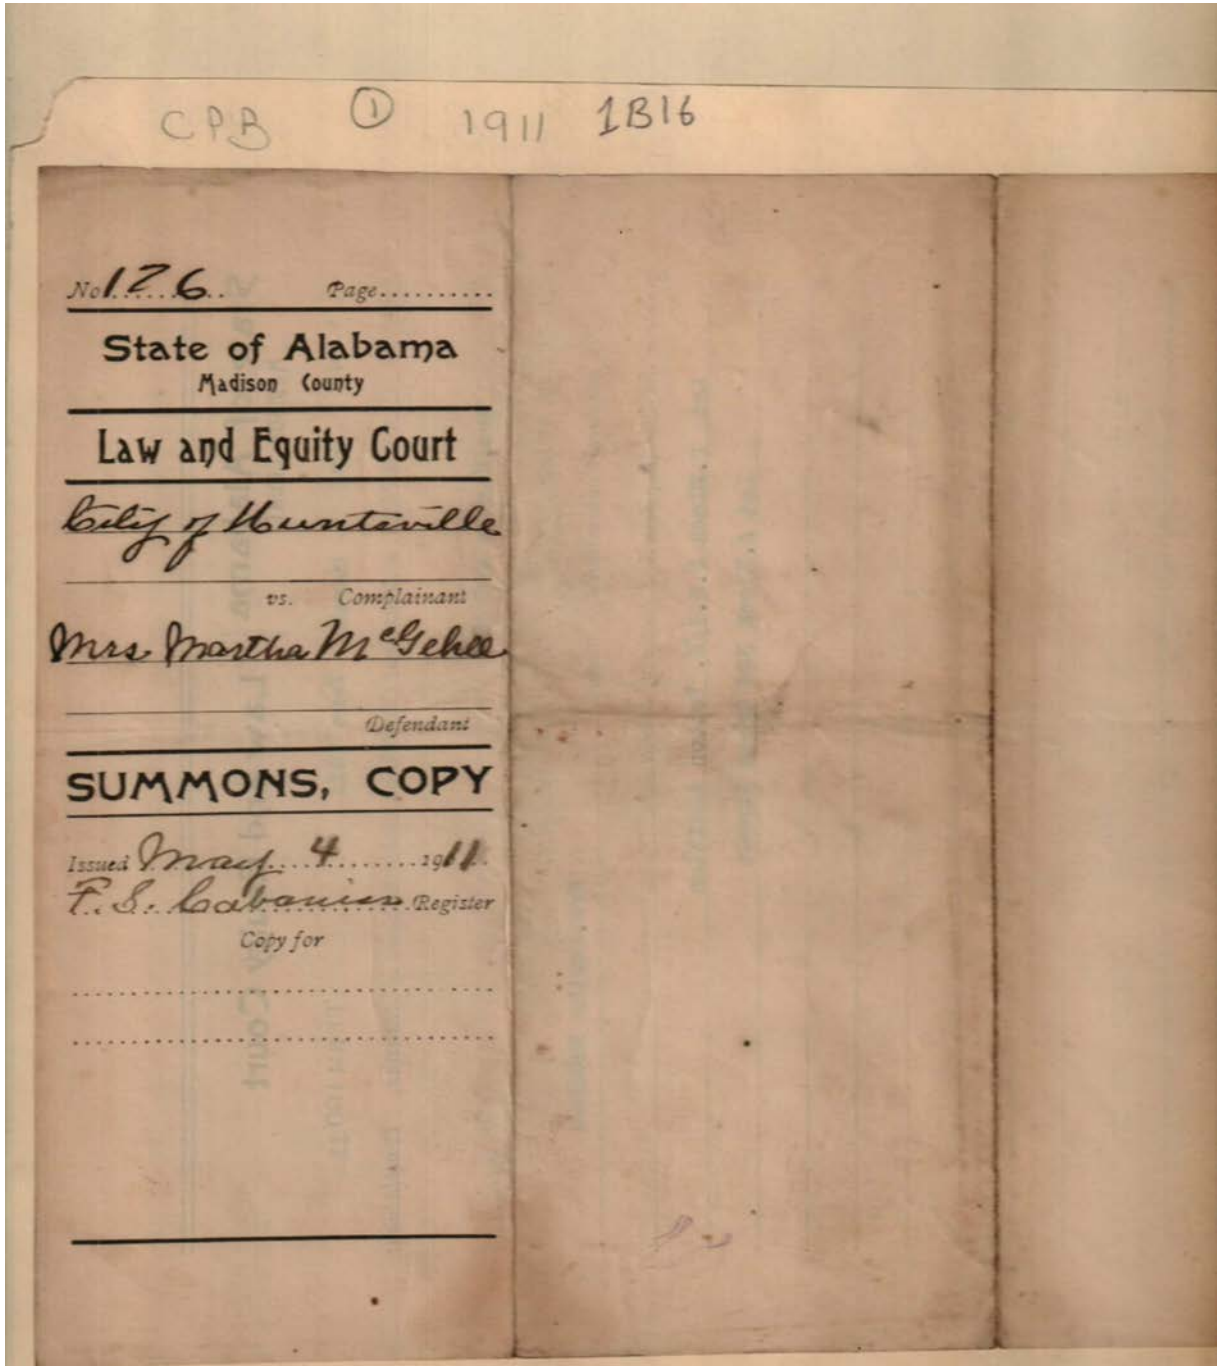 CPB ① 1911 1B16
No 126 Page..........
State of Alabama
Madison County
Law and Equity Court
City of Huntsville
vs. Complainant
Mrs. Martha McGehee
Defendant
SUMMONS, COPY
Issued May 4 1911
F. S. Cabaniss Register
Copy for